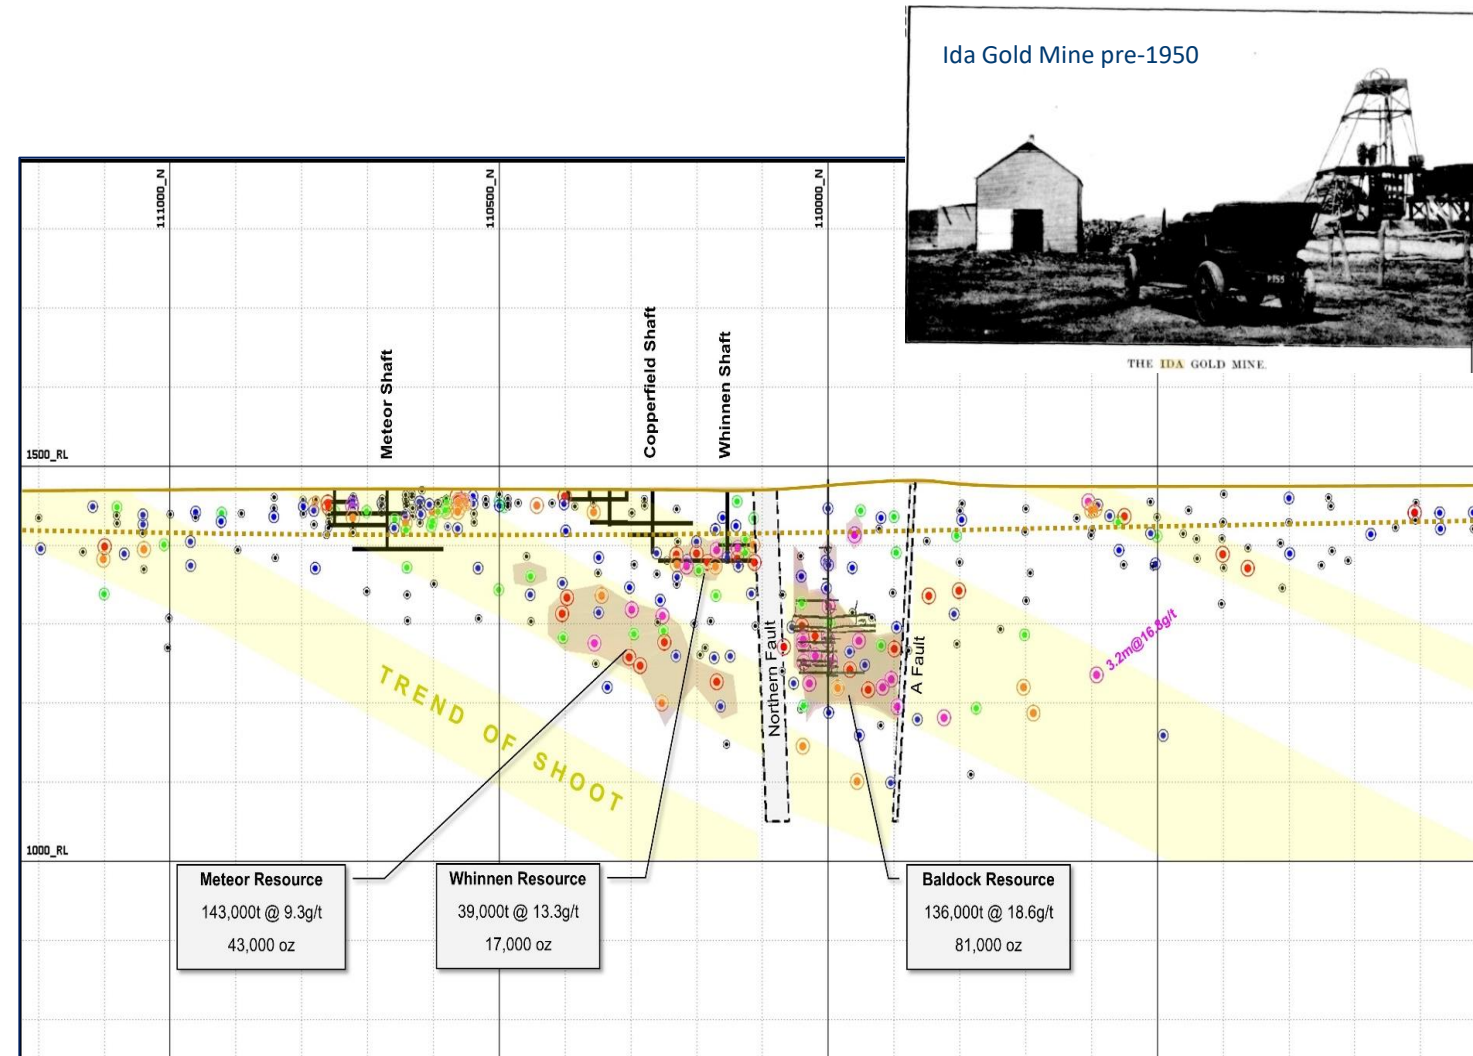 Ida Gold Mine pre-1950
THE IDA GOLD MINE.
111000_N
110500_N
110000_N
Meteor Shaft
Copperfield Shaft
Whinnen Shaft
1500_RL
Northern Fault
A Fault
3.2m@16.8g/t
TREND OF SHOOT
1000_RL
Meteor Resource
143,000t @ 9.3g/t
43,000 oz
Whinnen Resource
39,000t @ 13.3g/t
17,000 oz
Baldock Resource
136,000t @ 18.6g/t
81,000 oz